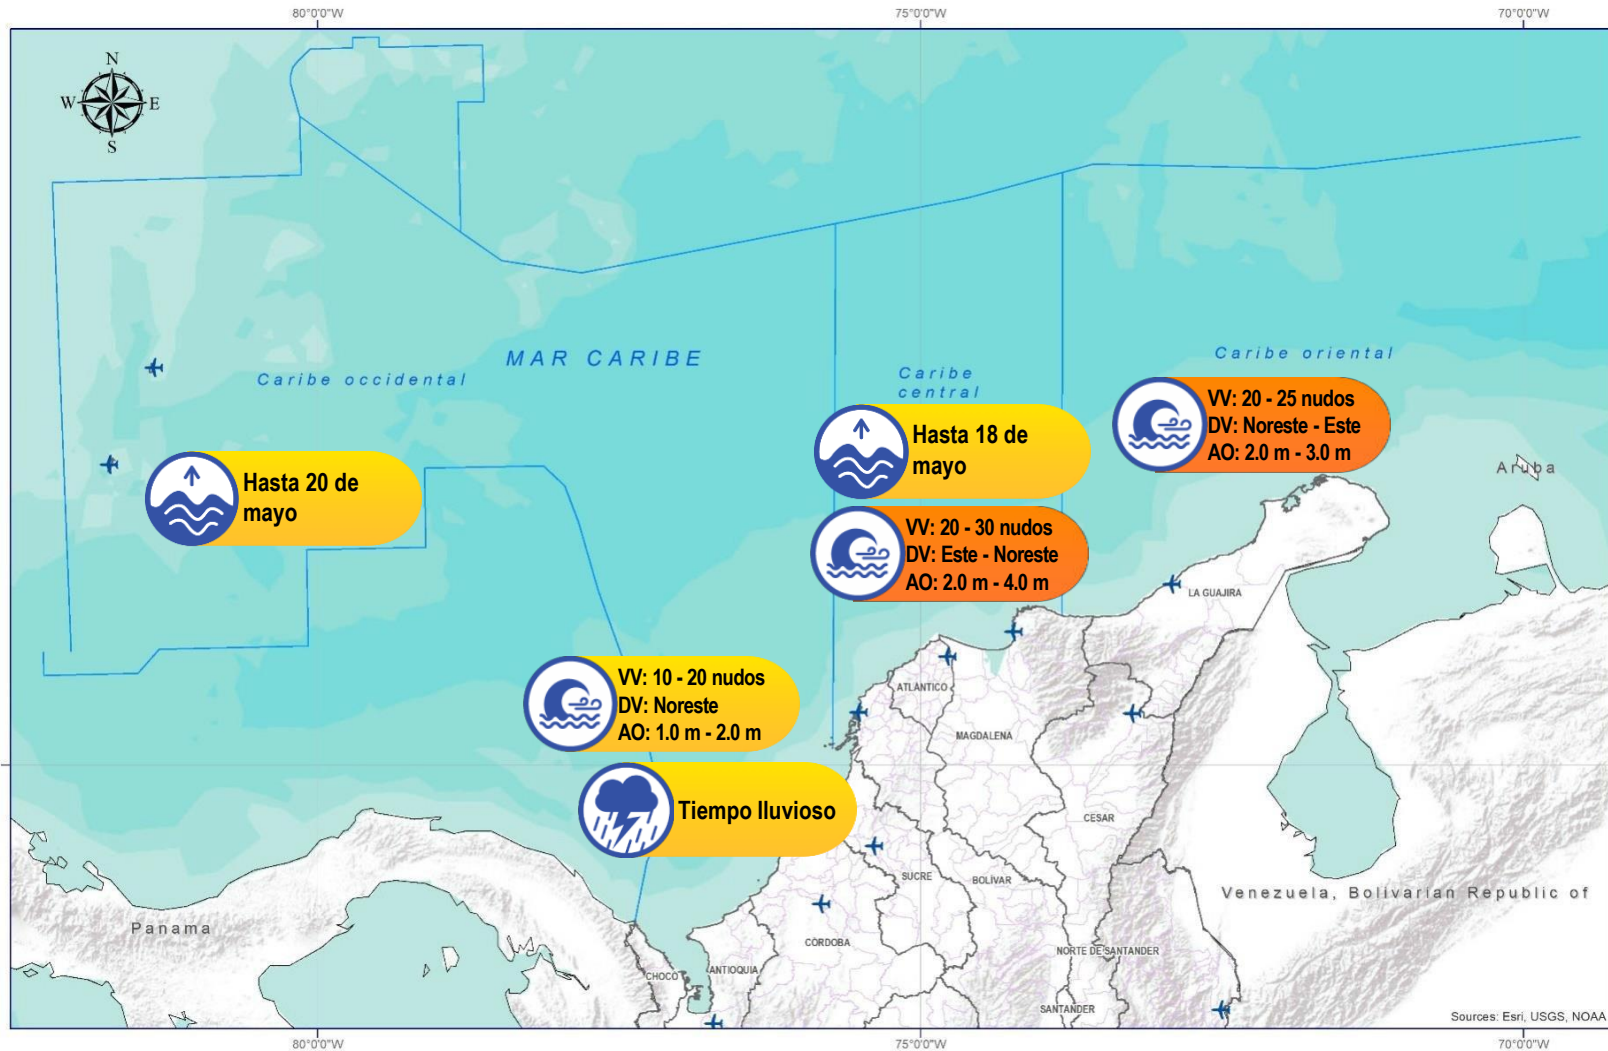 80°0'0"W
75°0'0"W
70°0'0"W
N
W
E
S
MAR CARIBE
Caribe occidental
Caribe
central
Caribe oriental
VV: 20 - 25 nudos
DV: Noreste - Este
AO: 2.0 m - 3.0 m
Hasta 18 de
mayo
Hasta 20 de
mayo
Aruba
VV: 20 - 30 nudos
DV: Este - Noreste
AO: 2.0 m - 4.0 m
LA GUAJIRA
VV: 10 - 20 nudos
DV: Noreste
AO: 1.0 m - 2.0 m
ATLÁNTICO
MAGDALENA
Tiempo lluvioso
CESAR
SUCRE
BOLÍVAR
Venezuela, Bolivarian Republic of
Panama
CÓRDOBA
NORTE DE SANTANDER
CHOCÓ
ANTIOQUIA
SANTANDER
Sources: Esri, USGS, NOAA
80°0'0"W
75°0'0"W
70°0'0"W